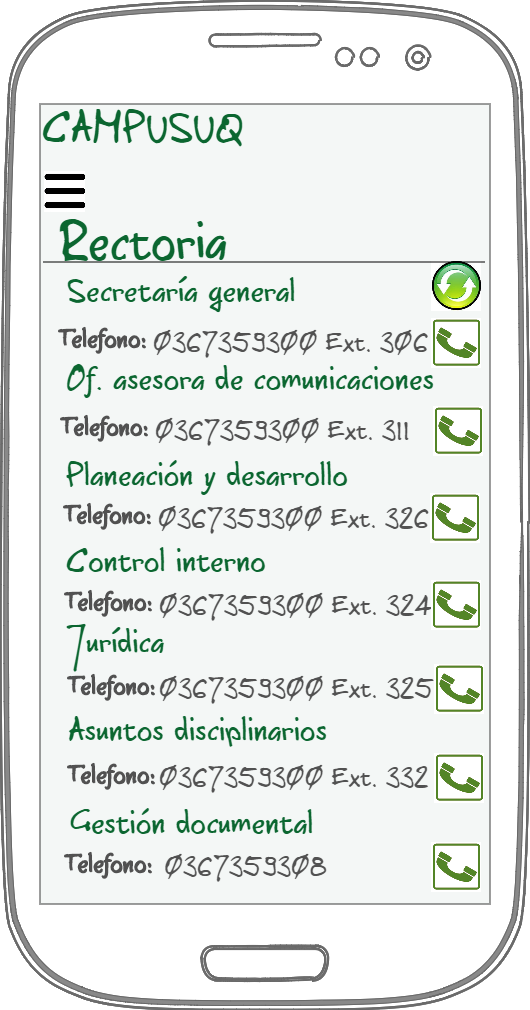 CAMPUSUQ
Rectoria
Secretaría general
Telefono: 0367359300 Ext. 306
Of. asesora de comunicaciones
Telefono: 0367359300 Ext. 311
Planeación y desarrollo
Telefono: 0367359300 Ext. 326
Control interno
Telefono: 0367359300 Ext. 324
Jurídica
Telefono: 0367359300 Ext. 325
Asuntos disciplinarios
Telefono: 0367359300 Ext. 332
Gestión documental
Telefono: 0367359308